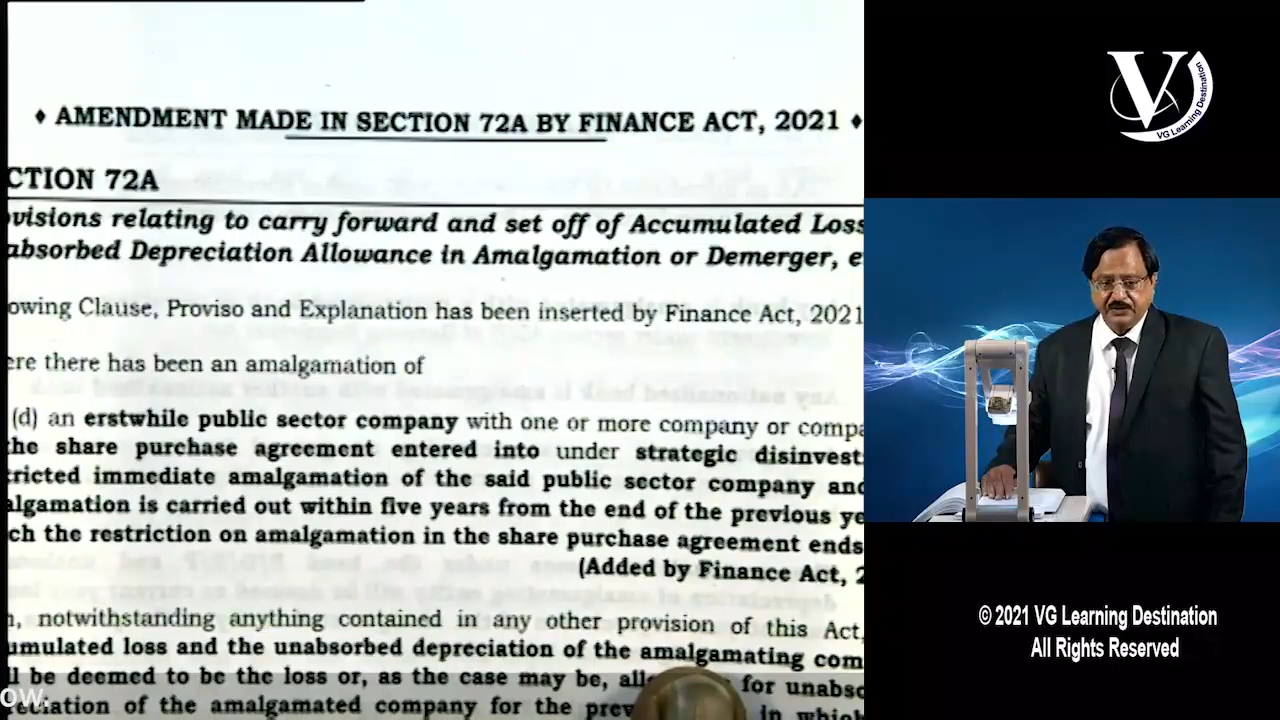 ♦ AMENDMENT MADE IN SECTION 72A BY FINANCE ACT, 2021 ♦
CTION 72A
visions relating to carry forward and set off of Accumulated Loss
absorbed Depreciation Allowance in Amalgamation or Demerger, e
owing Clause, Proviso and Explanation has been inserted by Finance Act, 2021
ere there has been an amalgamation of
(d) an erstwhile public sector company with one or more company or compa
the share purchase agreement entered into under strategic disinvest
tricted immediate amalgamation of the said public sector company and
algamation is carried out within five years from the end of the previous ye
ch the restriction on amalgamation in the share purchase agreement ends
(Added by Finance Act, 2
n, notwithstanding anything contained in any other provision of this Act,
umulated loss and the unabsorbed depreciation of the amalgamating com
ll be deemed to be the loss or, as the case may be, all for unabso
reciation of the amalgamated company for the prev in which
ow.
V
VG Learning Destination
© 2021 VG Learning Destination
All Rights Reserved